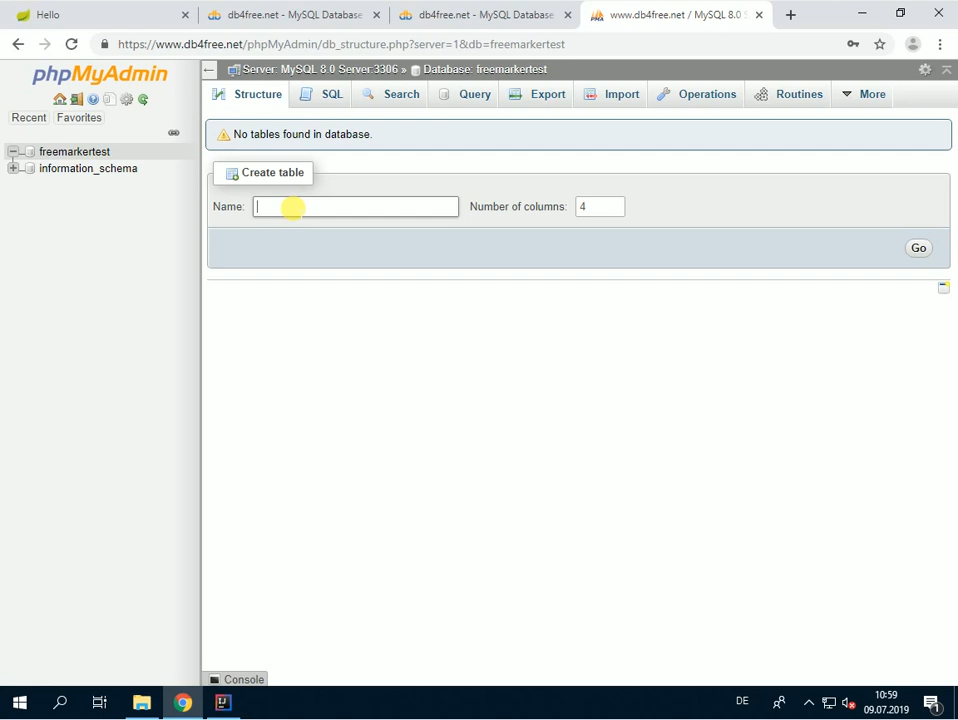 Hello
db4free.net - MySQL Database
db4free.net - MySQL Database
www.db4free.net / MySQL 8.0 S
https://www.db4free.net/phpMyAdmin/db_structure.php?server=1&db=freemarkertest
phpMyAdmin
Recent
Favorites
freemarkertest
information_schema
Server: MySQL 8.0 Server:3306 » Database: freemarkertest
Structure
SQL
Search
Query
Export
Import
Operations
Routines
More
No tables found in database.
Create table
Name:
Number of columns: 4
Go
Console
DE
10:59
09.07.2019
1